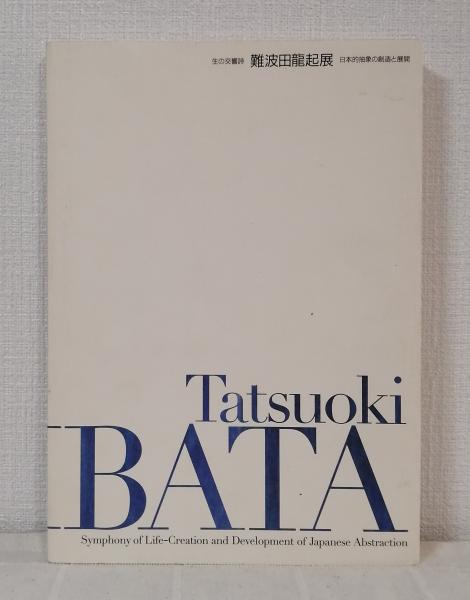 生の交響詩 難波田龍起展 日本的抽象の創造と展開
Tatsuoki
BATA
Symphony of Life-Creation and Development of Japanese Abstraction